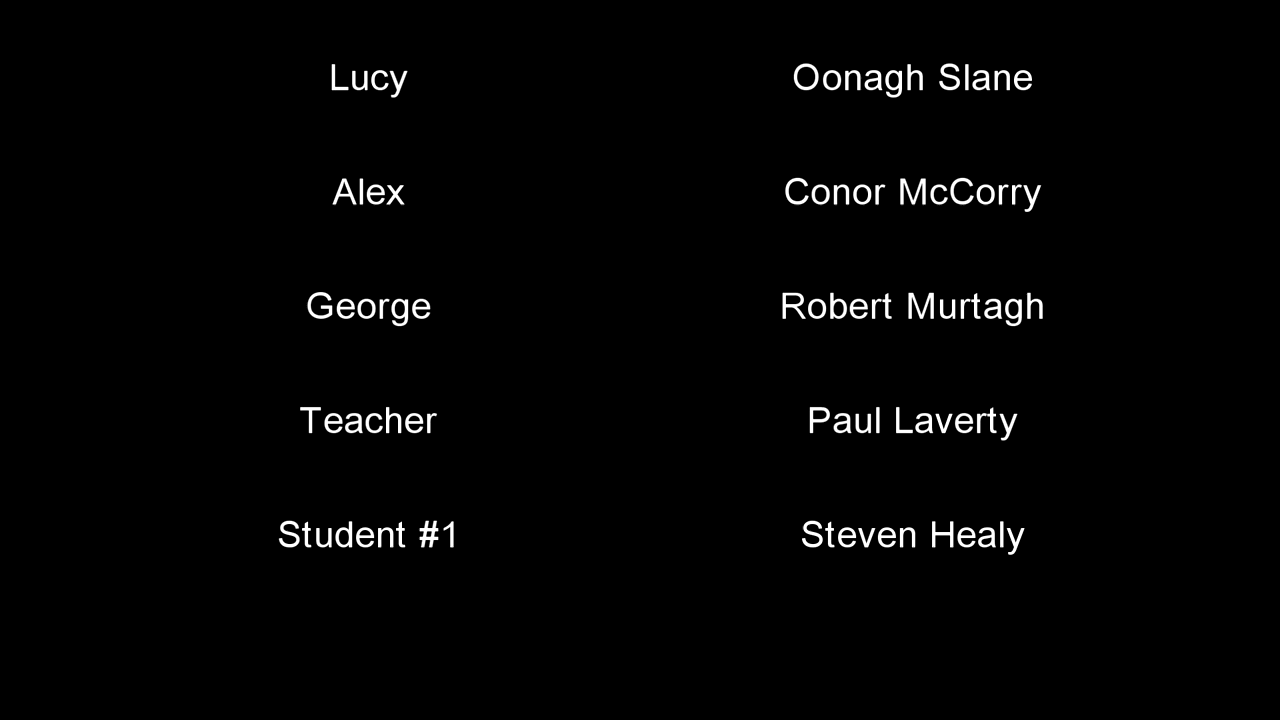 Lucy Oonagh Slane
Alex Conor McCorry
George Robert Murtagh
Teacher Paul Laverty
Student #1 Steven Healy